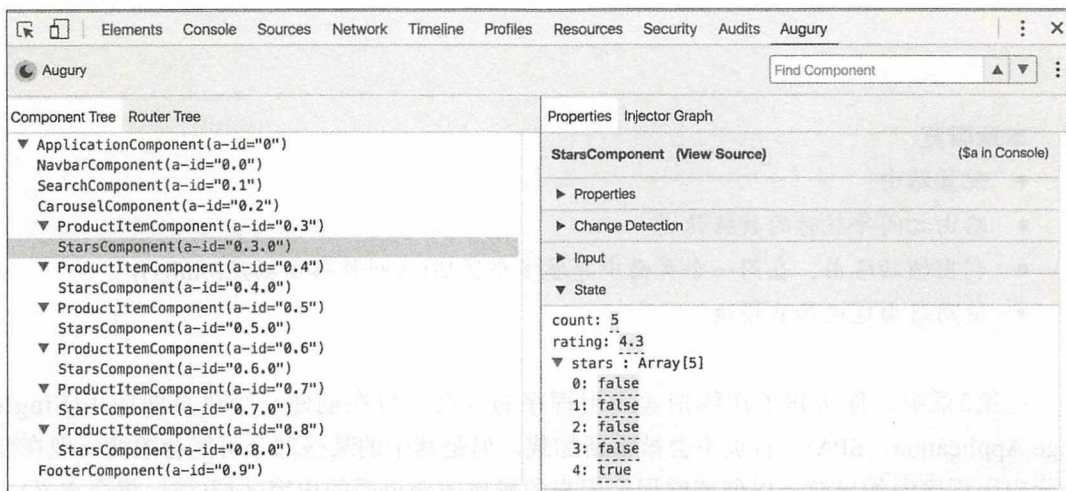 Elements Console Sources Network Timeline Profiles Resources Security Audits Augury
Augury
Find Component
Component Tree Router Tree
▼ ApplicationComponent(a-id="0")
NavbarComponent(a-id="0.0")
SearchComponent(a-id="0.1")
CarouselComponent(a-id="0.2")
▼ ProductItemComponent(a-id="0.3")
StarsComponent(a-id="0.3.0")
▼ ProductItemComponent(a-id="0.4")
StarsComponent(a-id="0.4.0")
▼ ProductItemComponent(a-id="0.5")
StarsComponent(a-id="0.5.0")
▼ ProductItemComponent(a-id="0.6")
StarsComponent(a-id="0.6.0")
▼ ProductItemComponent(a-id="0.7")
StarsComponent(a-id="0.7.0")
▼ ProductItemComponent(a-id="0.8")
StarsComponent(a-id="0.8.0")
FooterComponent(a-id="0.9")
Properties Injector Graph
StarsComponent (View Source) ($a in Console)
▶ Properties
▶ Change Detection
▶ Input
▼ State
count: 5
rating: 4.3
▼ stars : Array[5]
0: false
1: false
2: false
3: false
4: true